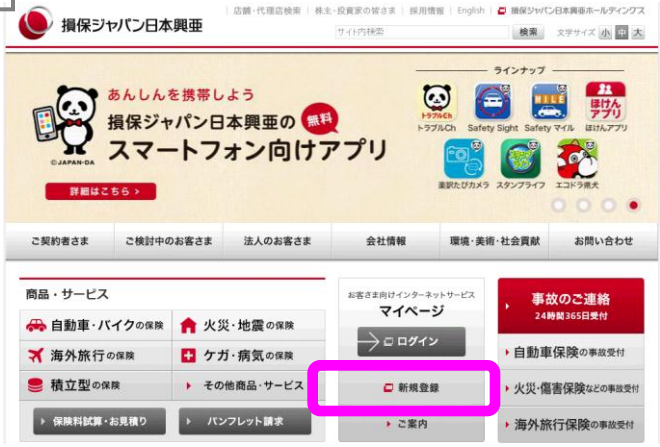 店舗・代理店検索 | 株主・投資家の皆さま | 採用情報 | English | 損保ジャパン日本興亜ホールディングス
損保ジャパン日本興亜
サイト内検索 検索 文字サイズ 小 中 大
ラインナップ
あんしんを携帯しよう
損保ジャパン日本興亜の 無料
スマートフォン向けアプリ
©JAPAN-DA
詳細はこちら >
トラブルCh
MILE
ほけんアプリ
トラブルCh Safety Sight Safety マイル ほけんアプリ
翻訳たびカメラ スタンプライフ エコドラ県犬
ご契約者さま ご検討中のお客さま 法人のお客さま 会社情報 環境・美術・社会貢献 お問い合わせ
商品・サービス
自動車・バイクの保険 火災・地震の保険
海外旅行の保険 ケガ・病気の保険
積立型の保険 その他商品・サービス
保険料試算・お見積り パンフレット請求
お客さま向けインターネットサービス
マイページ
ログイン
新規登録
ご案内
事故のご連絡
24時間365日受付
自動車保険の事故受付
火災・傷害保険などの事故受付
海外旅行保険の事故受付